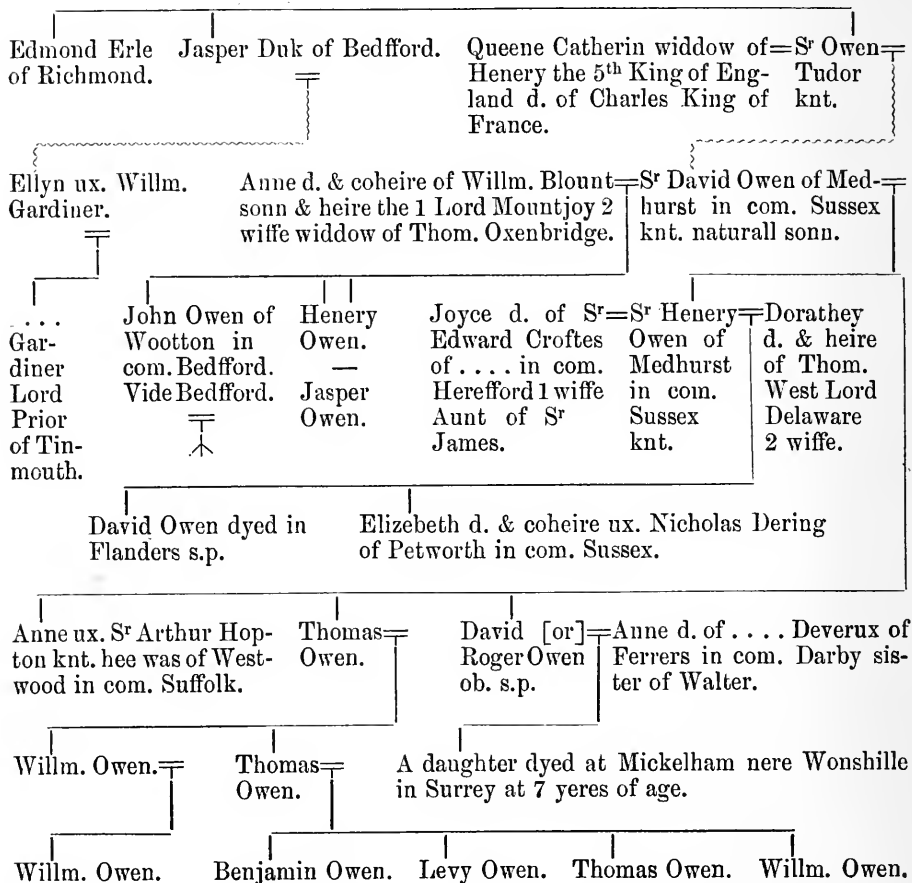 Edmond Erle
of Richmond.
Jasper Duk of Bedfford.
Queene Catherin widdow of
Henery the 5th King of Eng-
land d. of Charles King of
France.
Sr Owen
Tudor
knt.
Ellyn ux. Willm.
Gardiner.
Anne d. & coheire of Willm. Blount
sonn & heire the 1 Lord Mountjoy 2
wiffe widdow of Thom. Oxenbridge.
Sr David Owen of Med-
hurst in com. Sussex
knt. naturall sonn.
. . .
Gar-
diner
Lord
Prior
of Tin-
mouth.
John Owen of
Wootton in
com. Bedfford.
Vide Bedfford.
Henery
Owen.
—
Jasper
Owen.
Joyce d. of Sr
Edward Croftes
of . . . . in com.
Herefford 1 wiffe
Aunt of Sr
James.
Sr Henery
Owen of
Medhurst
in com.
Sussex
knt.
Dorathey
d. & heire
of Thom.
West Lord
Delaware
2 wiffe.
David Owen dyed in
Flanders s.p.
Elizebeth d. & coheire ux. Nicholas Dering
of Petworth in com. Sussex.
Anne ux. Sr Arthur Hop-
ton knt. hee was of West-
wood in com. Suffolk.
Thomas
Owen.
David [or]
Roger Owen
ob. s.p.
Anne d. of . . . . Deverux of
Ferrers in com. Darby sis-
ter of Walter.
Willm. Owen.
Thomas
Owen.
A daughter dyed at Mickelham nere Wonshille
in Surrey at 7 yeres of age.
Willm. Owen.
Benjamin Owen.
Levy Owen.
Thomas Owen.
Willm. Owen.